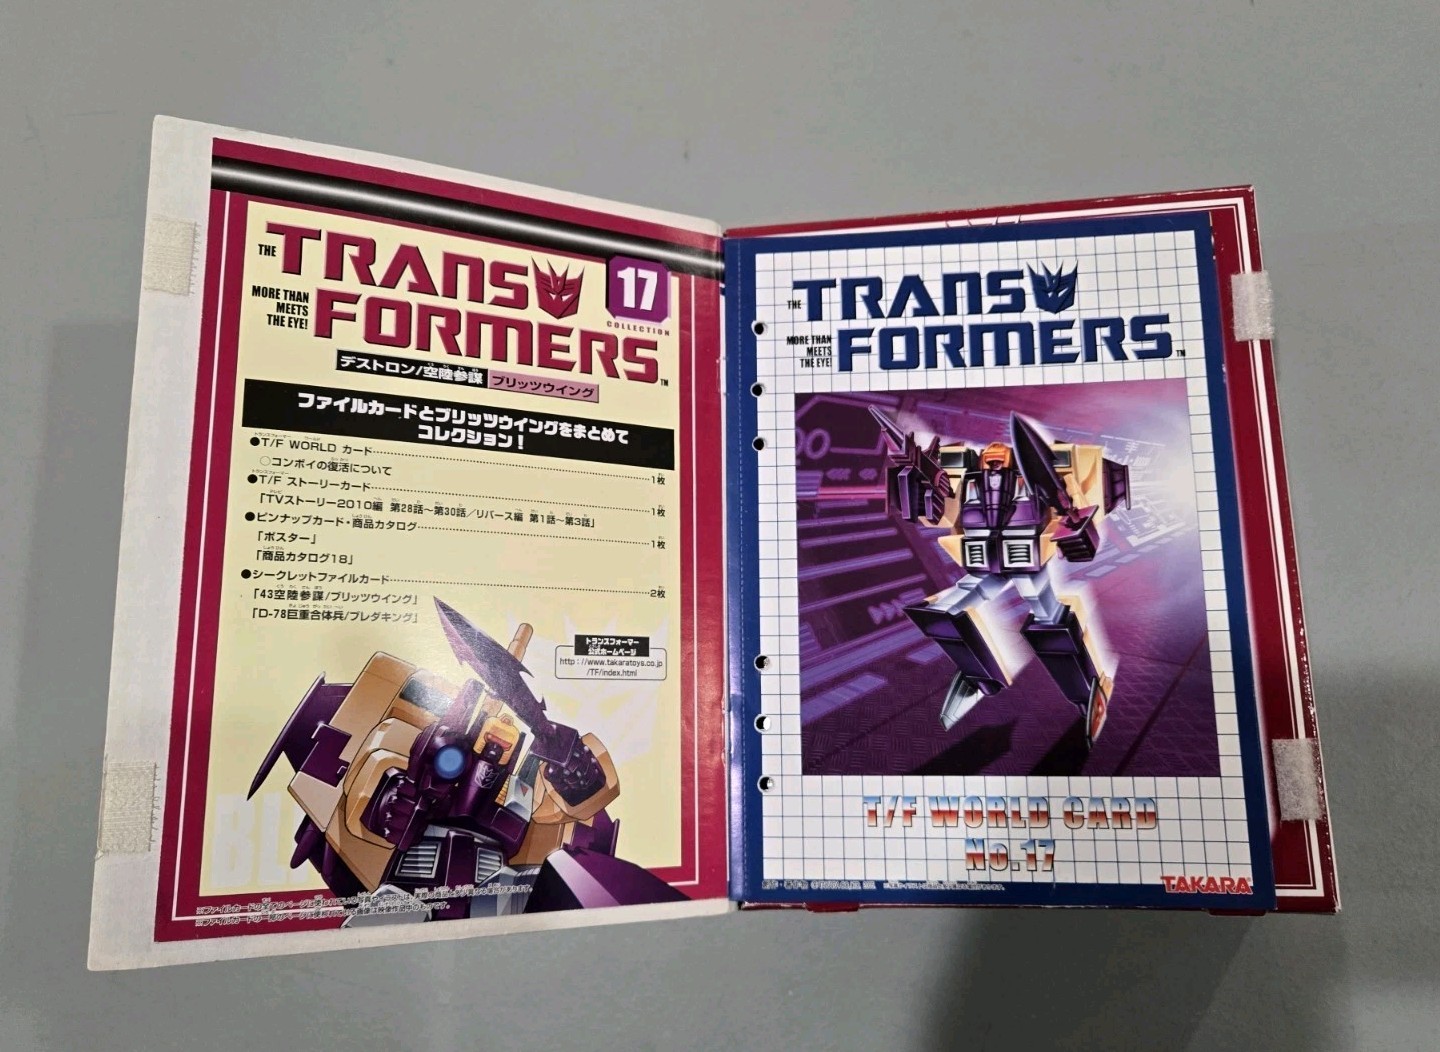 THE
TRANS
FORMERS
TM
MORE THAN
MEETS
THE EYE!
17
COLLECTION
デストロン/空陸参謀 ブリッツウイング
ファイルカードとブリッツウイングをまとめて
コレクション!
●T/F WORLD カード 1枚
○コンボイの復活について
●T/F ストーリーカード 1枚
「TVストーリー2010編 第28話～第30話／リバース編 第1話～第3話」
●ピンナップカード・商品カタログ 1枚
「ポスター」
「商品カタログ18」
●シークレットファイルカード 2枚
「43空陸参謀/ブリッツウイング」
「D-78巨重合体兵/プレダキング」
トランスフォーマー
公式ホームページ
http://www.takaratoys.co.jp
/TF/index.html
THE
TRANS
FORMERS
TM
MORE THAN
MEETS
THE EYE!
T/F WORLD CARD
No.17
TAKARA